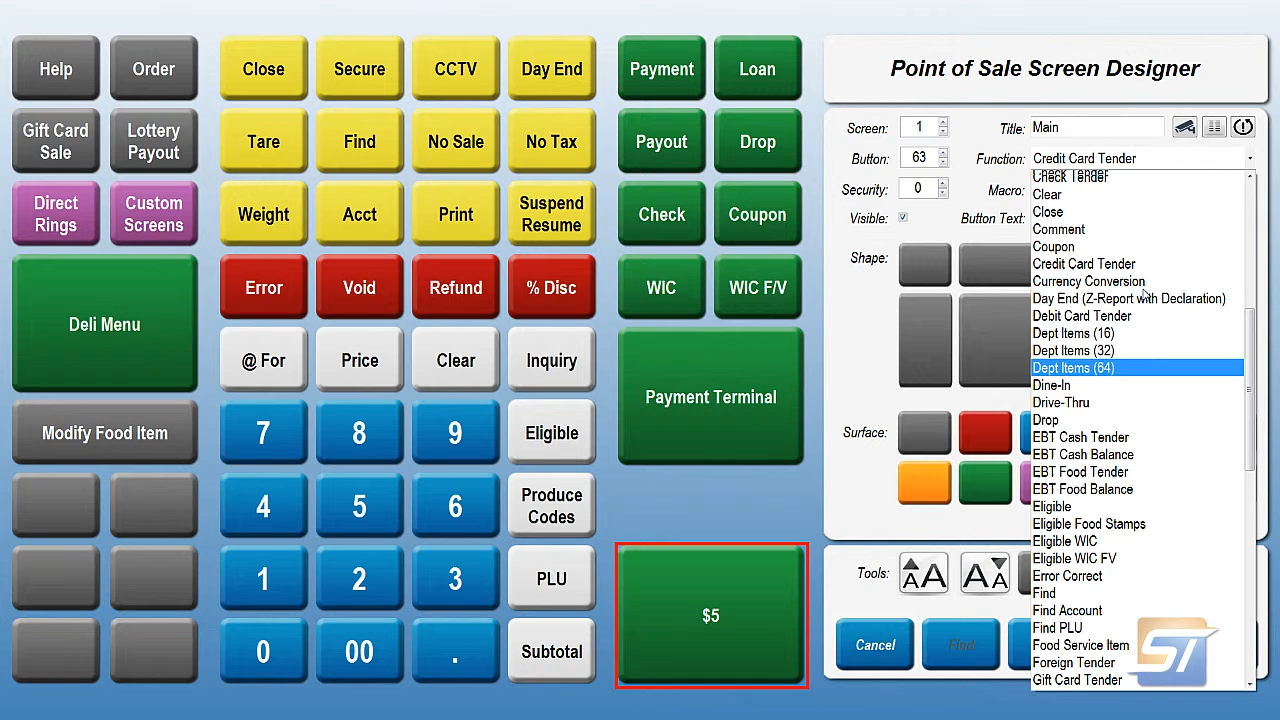 Help
Order
Close
Secure
CCTV
Day End
Payment
Loan
Point of Sale Screen Designer
Gift Card
Sale
Lottery
Payout
Tare
Find
No Sale
No Tax
Payout
Drop
Direct
Rings
Custom
Screens
Weight
Acct
Print
Suspend
Resume
Check
Coupon
Deli Menu
Error
Void
Refund
% Disc
WIC
WIC F/V
@ For
Price
Clear
Inquiry
Payment Terminal
Modify Food Item
7
8
9
Eligible
4
5
6
Produce
Codes
1
2
3
PLU
$5
0
00
.
Subtotal
Screen:
1
Title:
Main
Button:
63
Function:
Credit Card Tender
Security:
0
Macro:
Visible:
Button Text:
Shape:
Surface:
Tools:
AA
AA
Cancel
Find
Check Tender
Clear
Close
Comment
Coupon
Credit Card Tender
Currency Conversion
Day End (Z-Report with Declaration)
Debit Card Tender
Dept Items (16)
Dept Items (32)
Dept Items (64)
Dine-In
Drive-Thru
Drop
EBT Cash Tender
EBT Cash Balance
EBT Food Tender
EBT Food Balance
Eligible
Eligible Food Stamps
Eligible WIC
Eligible WIC FV
Error Correct
Find
Find Account
Find PLU
Food Service Item
Foreign Tender
Gift Card Tender